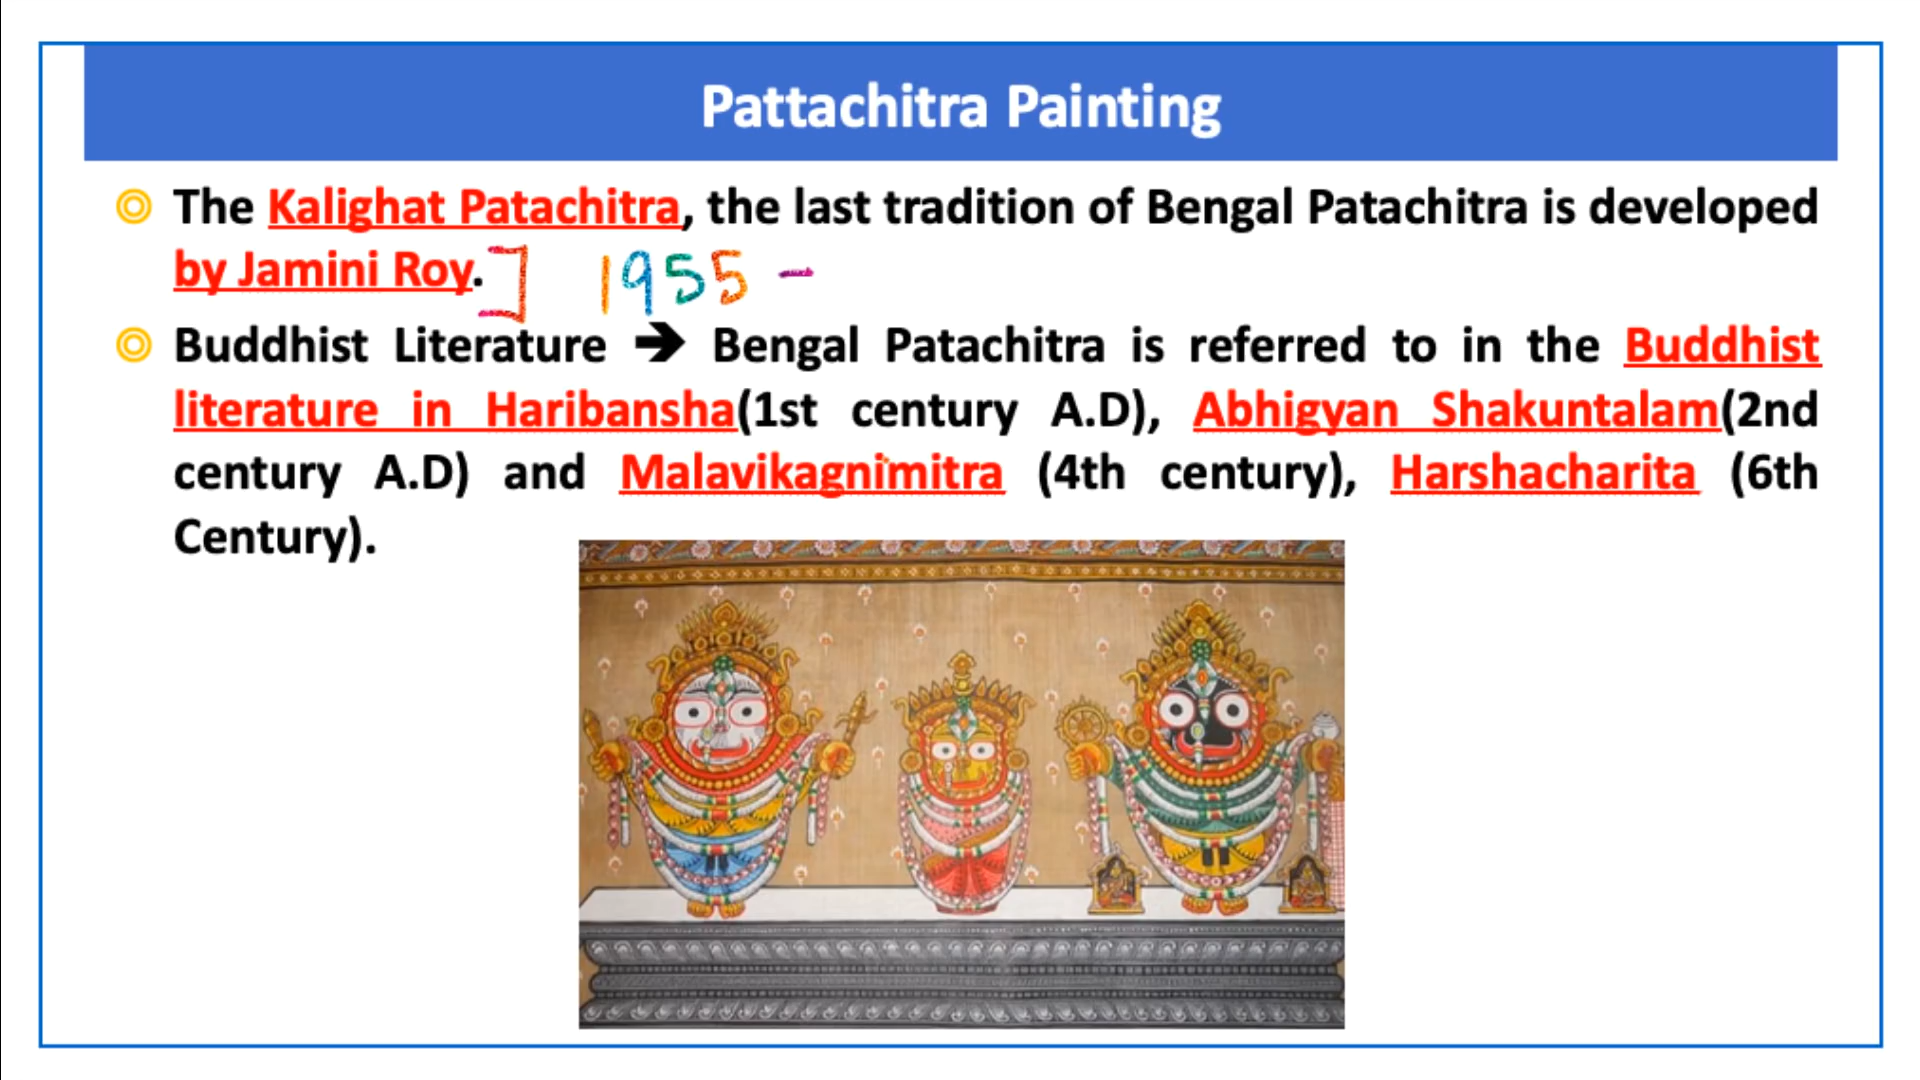 Pattachitra Painting
The Kalighat Patachitra, the last tradition of Bengal Patachitra is developed
by Jamini Roy.] 1955 -
Buddhist Literature ➔ Bengal Patachitra is referred to in the Buddhist
literature in Haribansha(1st century A.D), Abhigyan Shakuntalam(2nd
century A.D) and Malavikagnimitra (4th century), Harshacharita (6th
Century).